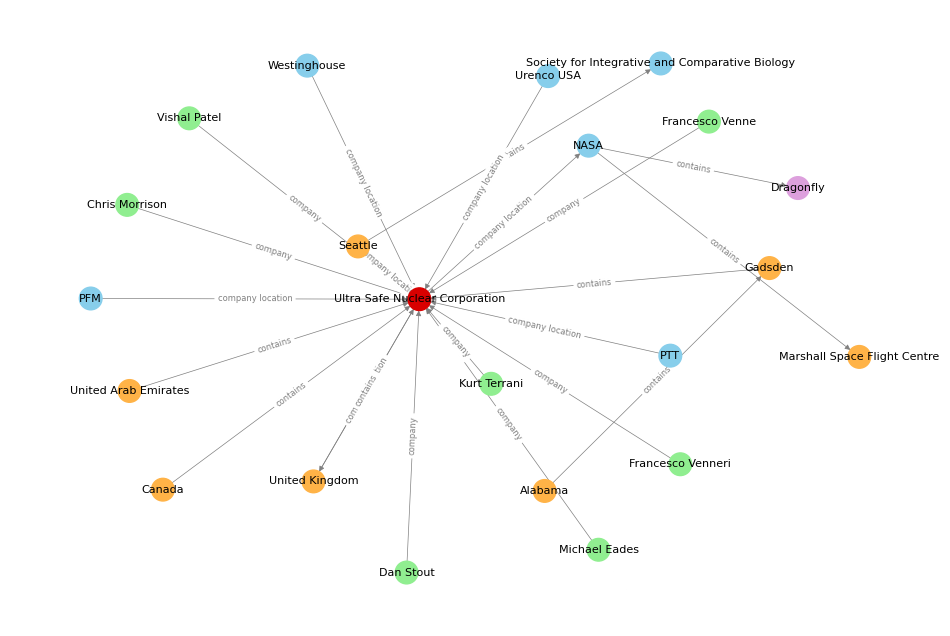 Westinghouse
Society for Integrative and Comparative Biology
Urenco USA
Vishal Patel
Francesco Venne
NASA
ains
company location
company location
contains
Dragonfly
Chris Morrison
company
company location
company location
company
Seattle
company
contains
Gadsden
contains
PFM
company location
Ultra Safe Nuclear Corporation
company location
contains
company
PTT
Marshall Space Flight Centre
United Arab Emirates
contains
contains
company
Kurt Terrani
contains
company
Canada
United Kingdom
company
company
Francesco Venneri
Alabama
Michael Eades
Dan Stout